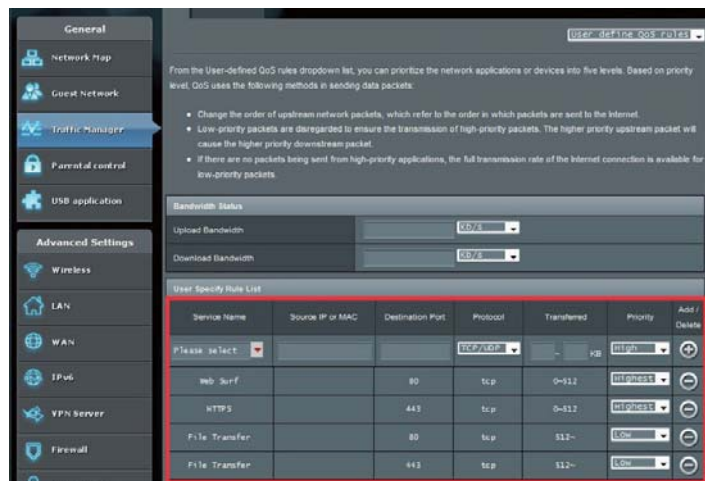 General
User define QoS rules
Network Map
From the User-defined QoS rules dropdown list, you can prioritize the network applications or devices into five levels. Based on priority
level, QoS uses the following methods in sending data packets:
Guest Network
Change the order of upstream network packets, which refer to the order in which packets are sent to the Internet.
Traffic Manager
Low-priority packets are disregarded to ensure the transmission of high-priority packets. The higher priority upstream packet will
cause the higher priority downstream packet.
Parental control
If there are no packets being sent from high-priority applications, the full transmission rate of the Internet connection is available for
low-priority packets.
USB application
Bandwidth Status
Upload Bandwidth Kb/s
Advanced Settings
Download Bandwidth Kb/s
Wireless
User Specify Rule List
LAN
Service Name Source IP or MAC Destination Port Protocol Transferred Priority Add / Delete
WAN
Please select TCP/UDP ~ KB High
IPv6
Web Surf 80 tcp 0~512 Highest
HTTPS 443 tcp 0~512 Highest
VPN Server
File Transfer 80 tcp 512~ Low
Firewall
File Transfer 443 tcp 512~ Low